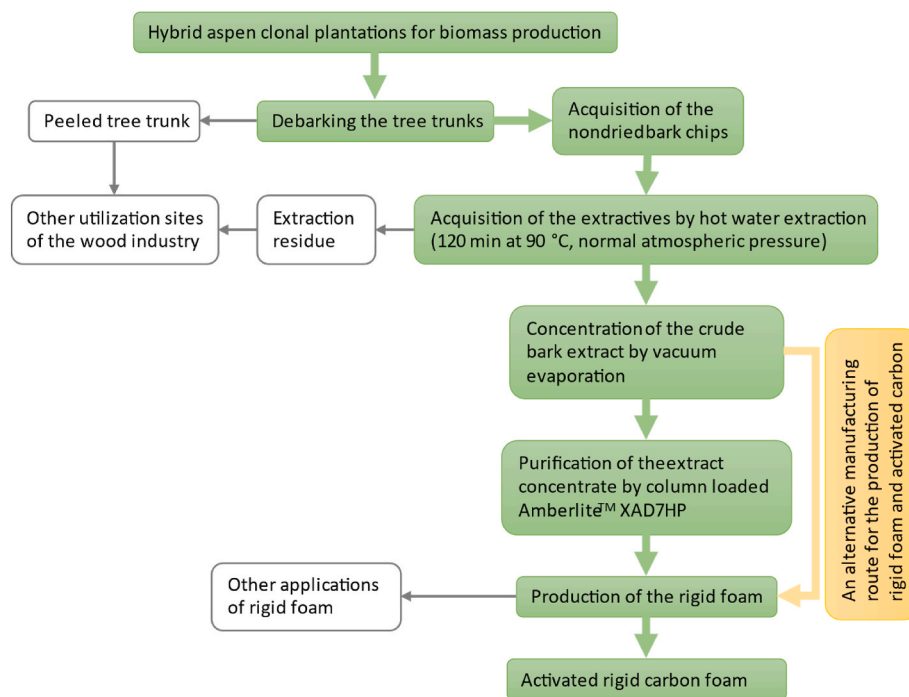 Hybrid aspen clonal plantations for biomass production
Peeled tree trunk
Debarking the tree trunks
Acquisition of the
nondriedbark chips
Other utilization sites
of the wood industry
Extraction
residue
Acquisition of the extractives by hot water extraction
(120 min at 90 °C, normal atmospheric pressure)
Concentration of the crude
bark extract by vacuum
evaporation
An alternative manufacturing
route for the production of
rigid foam and activated carbon
Purification of theextract
concentrate by column loaded
Amberlite™ XAD7HP
Other applications
of rigid foam
Production of the rigid foam
Activated rigid carbon foam